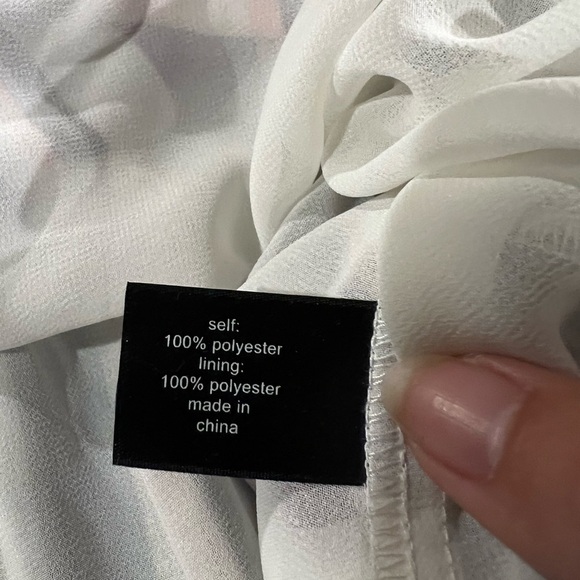 self:
100% polyester
lining:
100% polyester
made in
china